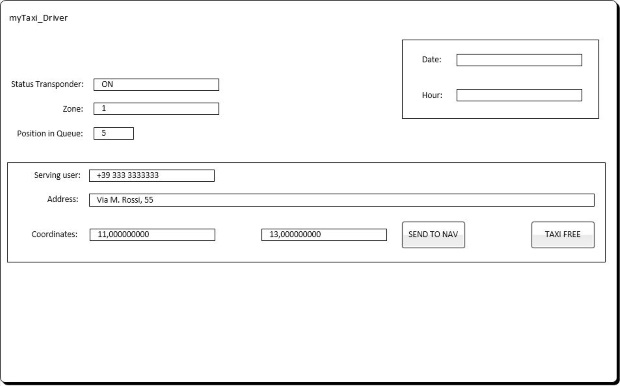 myTaxi_Driver
Date:
Status Transponder: ON
Hour:
Zone: 1
Position in Queue: 5
Serving user: +39 333 3333333
Address: Via M. Rossi, 55
Coordinates: 11,000000000 13,000000000 SEND TO NAV TAXI FREE